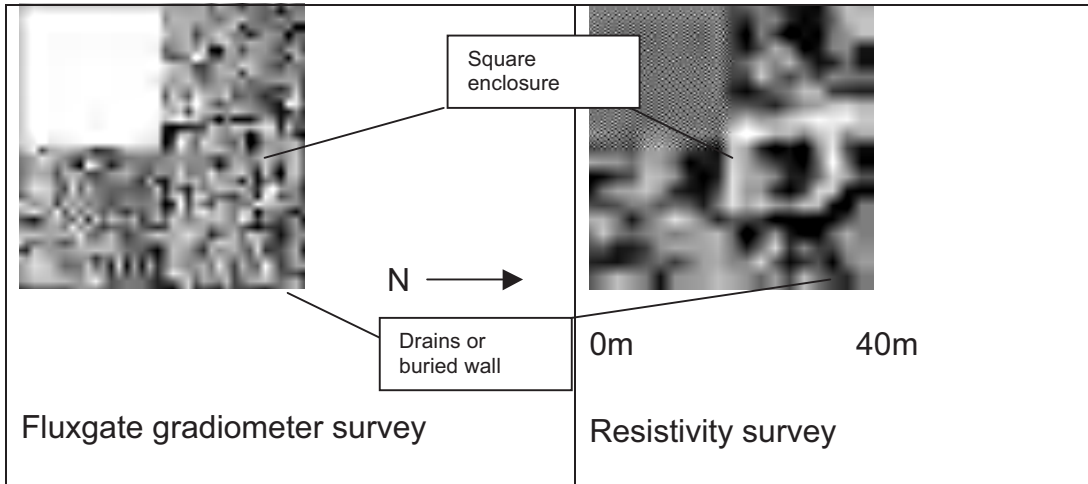 Square
enclosure
N
Drains or
buried wall
0m 40m
Fluxgate gradiometer survey
Resistivity survey